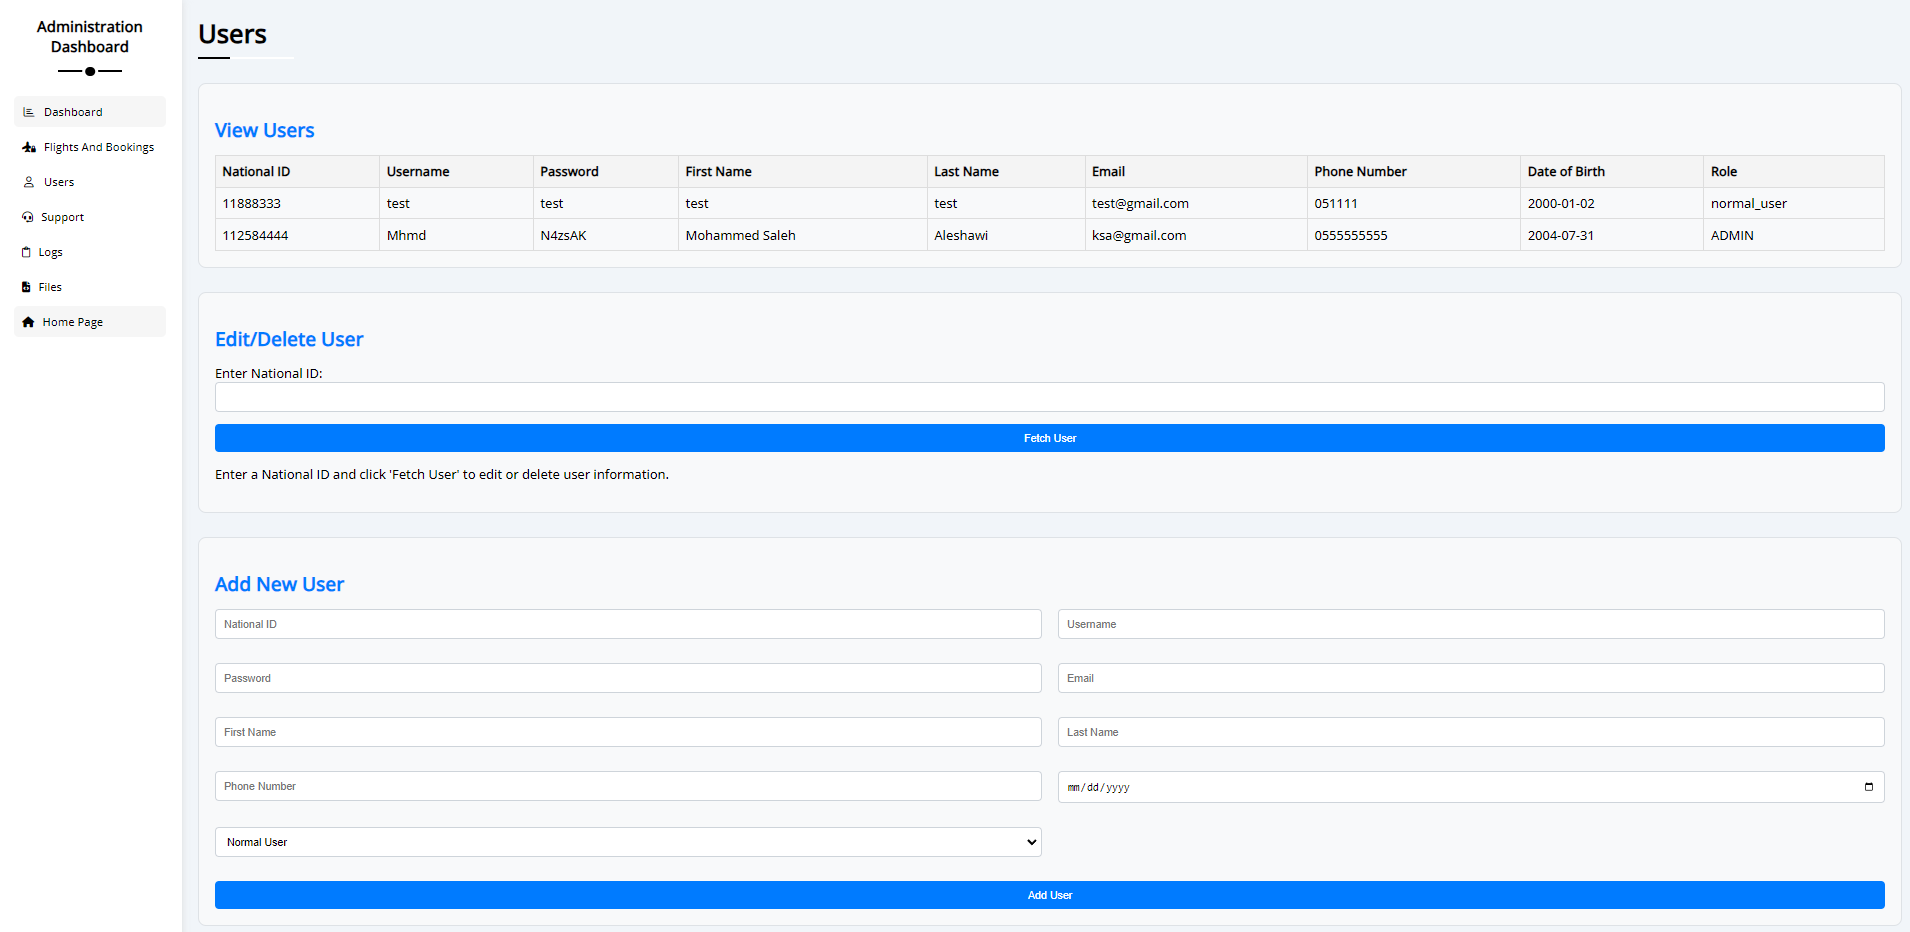 Administration
Dashboard
Dashboard
Flights And Bookings
Users
Support
Logs
Files
Home Page
Users
View Users
National ID Username Password First Name Last Name Email Phone Number Date of Birth Role
11888333 test test test test test@gmail.com 051111 2000-01-02 normal_user
112584444 Mhmd N4zsAK Mohammed Saleh Aleshawi ksa@gmail.com 0555555555 2004-07-31 ADMIN
Edit/Delete User
Enter National ID:
Fetch User
Enter a National ID and click 'Fetch User' to edit or delete user information.
Add New User
National ID Username
Password Email
First Name Last Name
Phone Number mm/dd/yyyy
Normal User
Add User